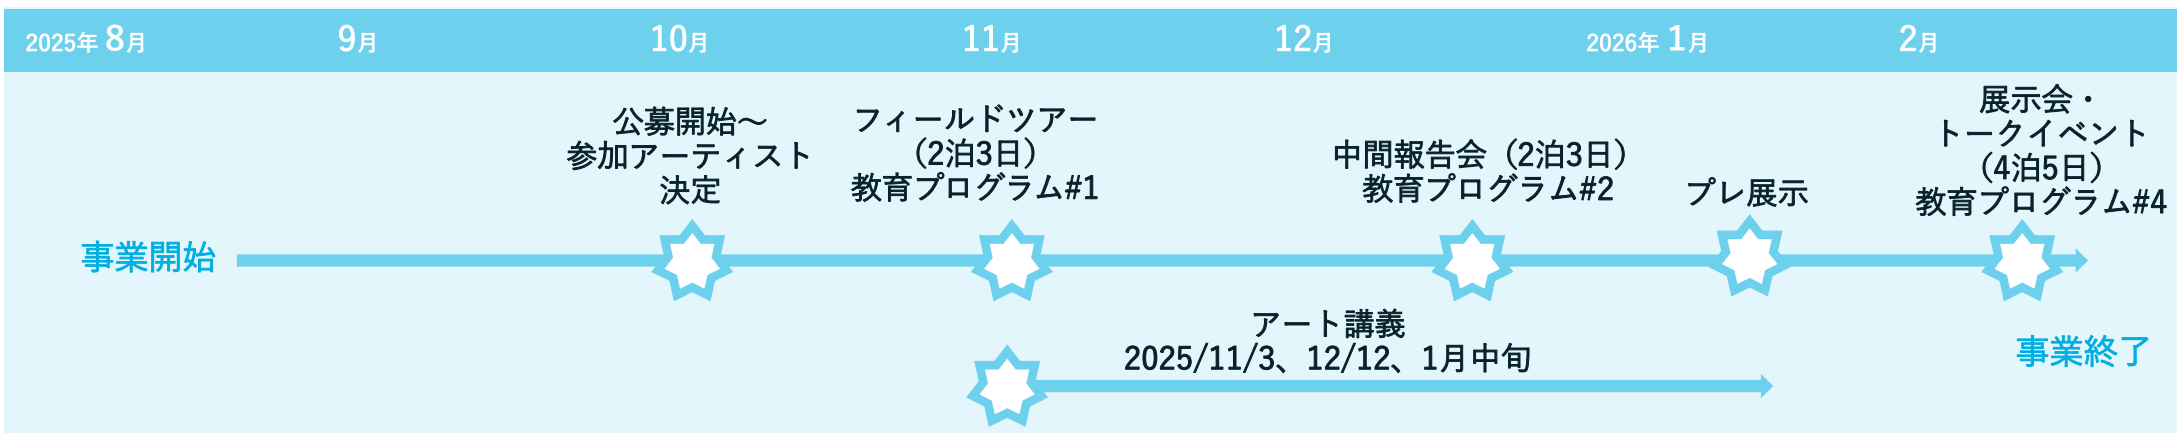 2025年 8月 9月 10月 11月 12月 2026年 1月 2月
公募開始～
参加アーティスト
決定
フィールドツアー
（2泊3日）
教育プログラム#1
中間報告会（2泊3日）
教育プログラム#2
プレ展示
展示会・
トークイベント
（4泊5日）
教育プログラム#4
事業開始
アート講義
2025/11/3、12/12、1月中旬
事業終了